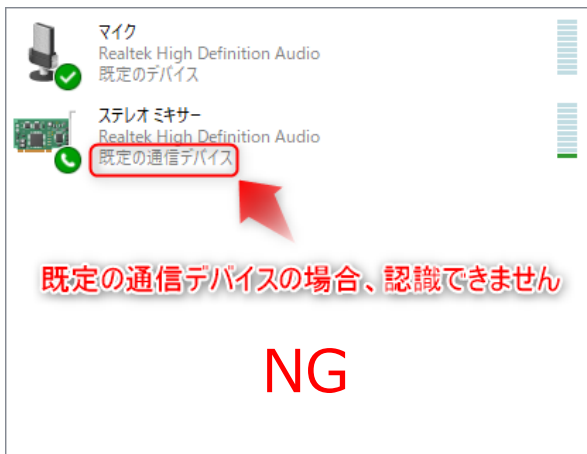 マイク
Realtek High Definition Audio
既定のデバイス
ステレオ ミキサー
Realtek High Definition Audio
既定の通信デバイス
既定の通信デバイスの場合、認識できません
NG